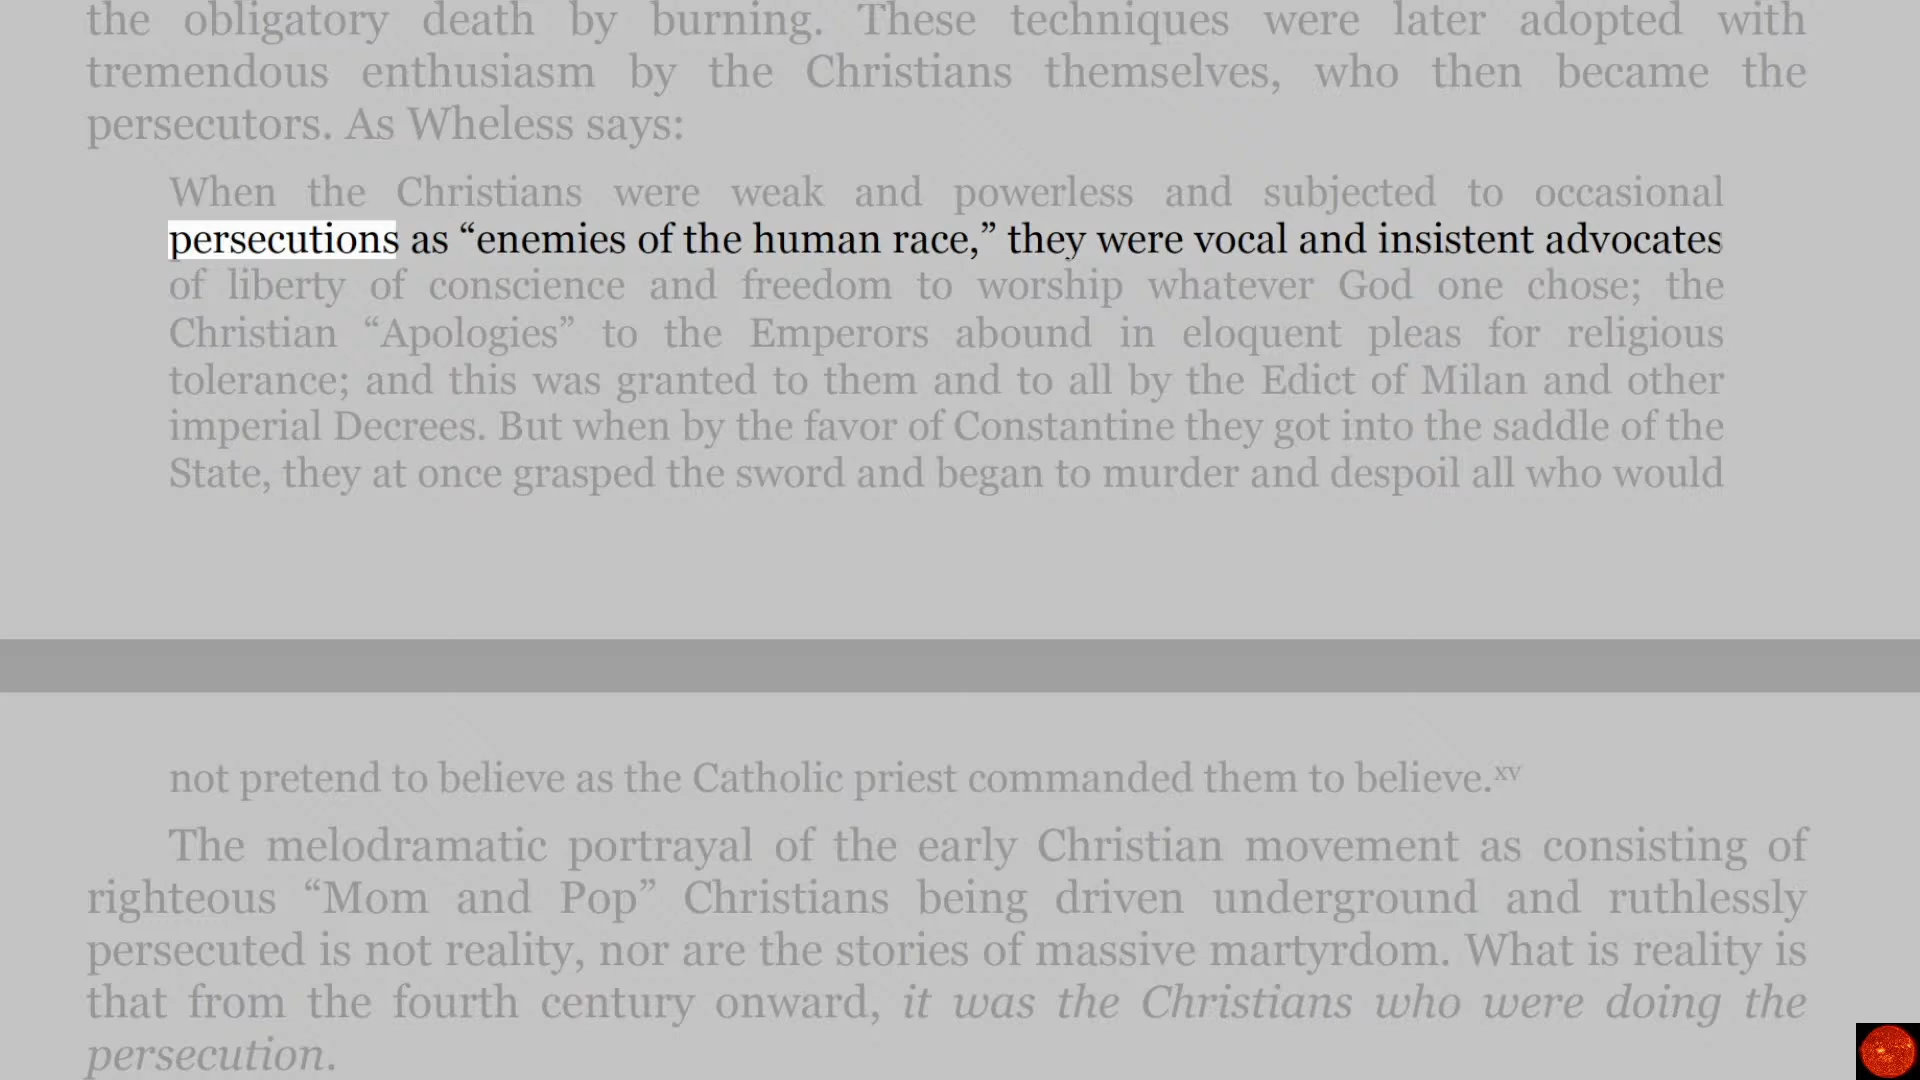 the obligatory death by burning. These techniques were later adopted with
tremendous enthusiasm by the Christians themselves, who then became the
persecutors. As Wheless says:
When the Christians were weak and powerless and subjected to occasional
persecutions as “enemies of the human race,” they were vocal and insistent advocates
of liberty of conscience and freedom to worship whatever God one chose; the
Christian “Apologies” to the Emperors abound in eloquent pleas for religious
tolerance; and this was granted to them and to all by the Edict of Milan and other
imperial Decrees. But when by the favor of Constantine they got into the saddle of the
State, they at once grasped the sword and began to murder and despoil all who would
not pretend to believe as the Catholic priest commanded them to believe.xv
The melodramatic portrayal of the early Christian movement as consisting of
righteous “Mom and Pop” Christians being driven underground and ruthlessly
persecuted is not reality, nor are the stories of massive martyrdom. What is reality is
that from the fourth century onward, it was the Christians who were doing the
persecution.